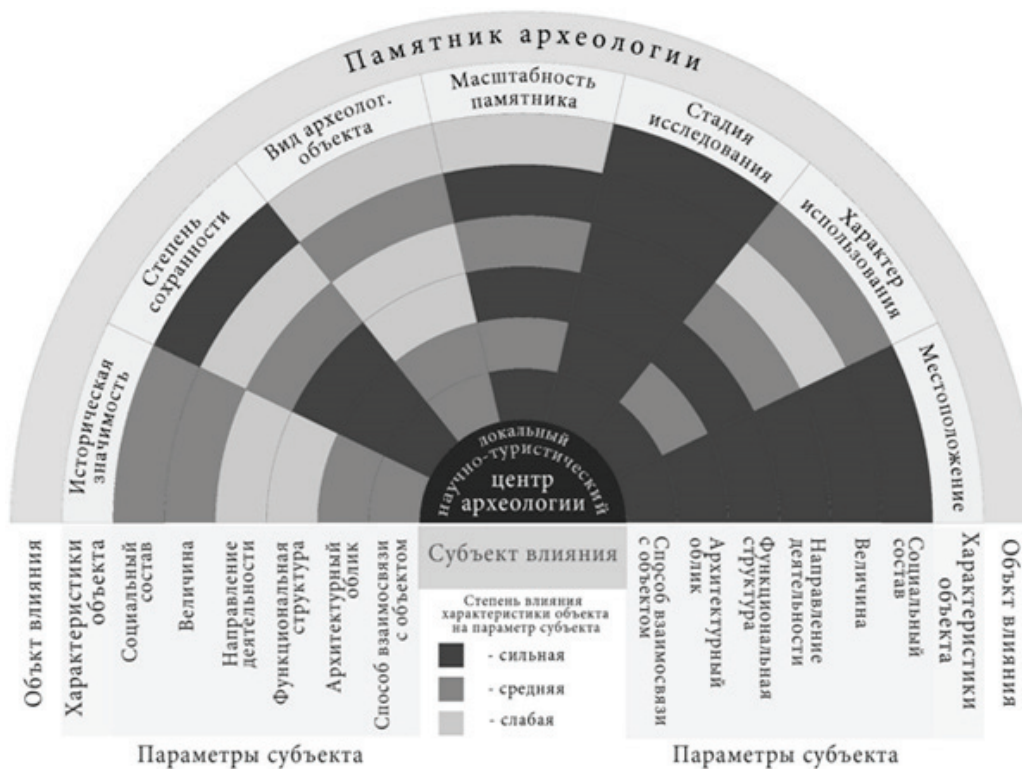 Памятник археологии
Историческая
значимость
Степень
сохранности
Вид археолог.
объекта
Масштабность
памятника
Стадия
исследования
Характер
использования
Местоположение
локальный
научно-туристический
центр
археологии
Субъект влияния
Степень влияния
характеристики объекта
на параметр субъекта
- сильная
- средняя
- слабая
Объкт влияния
Характеристики
объекта
Социальный
состав
Величина
Направление
деятельности
Функциональная
структура
Архитектурный
облик
Способ взаимосвязи
с объектом
Параметры субъекта
Способ взаимосвязи
с объектом
Архитектурный
облик
Функциональная
структура
Направление
деятельности
Величина
Социальный
состав
Характеристики
объекта
Объкт влияния
Параметры субъекта